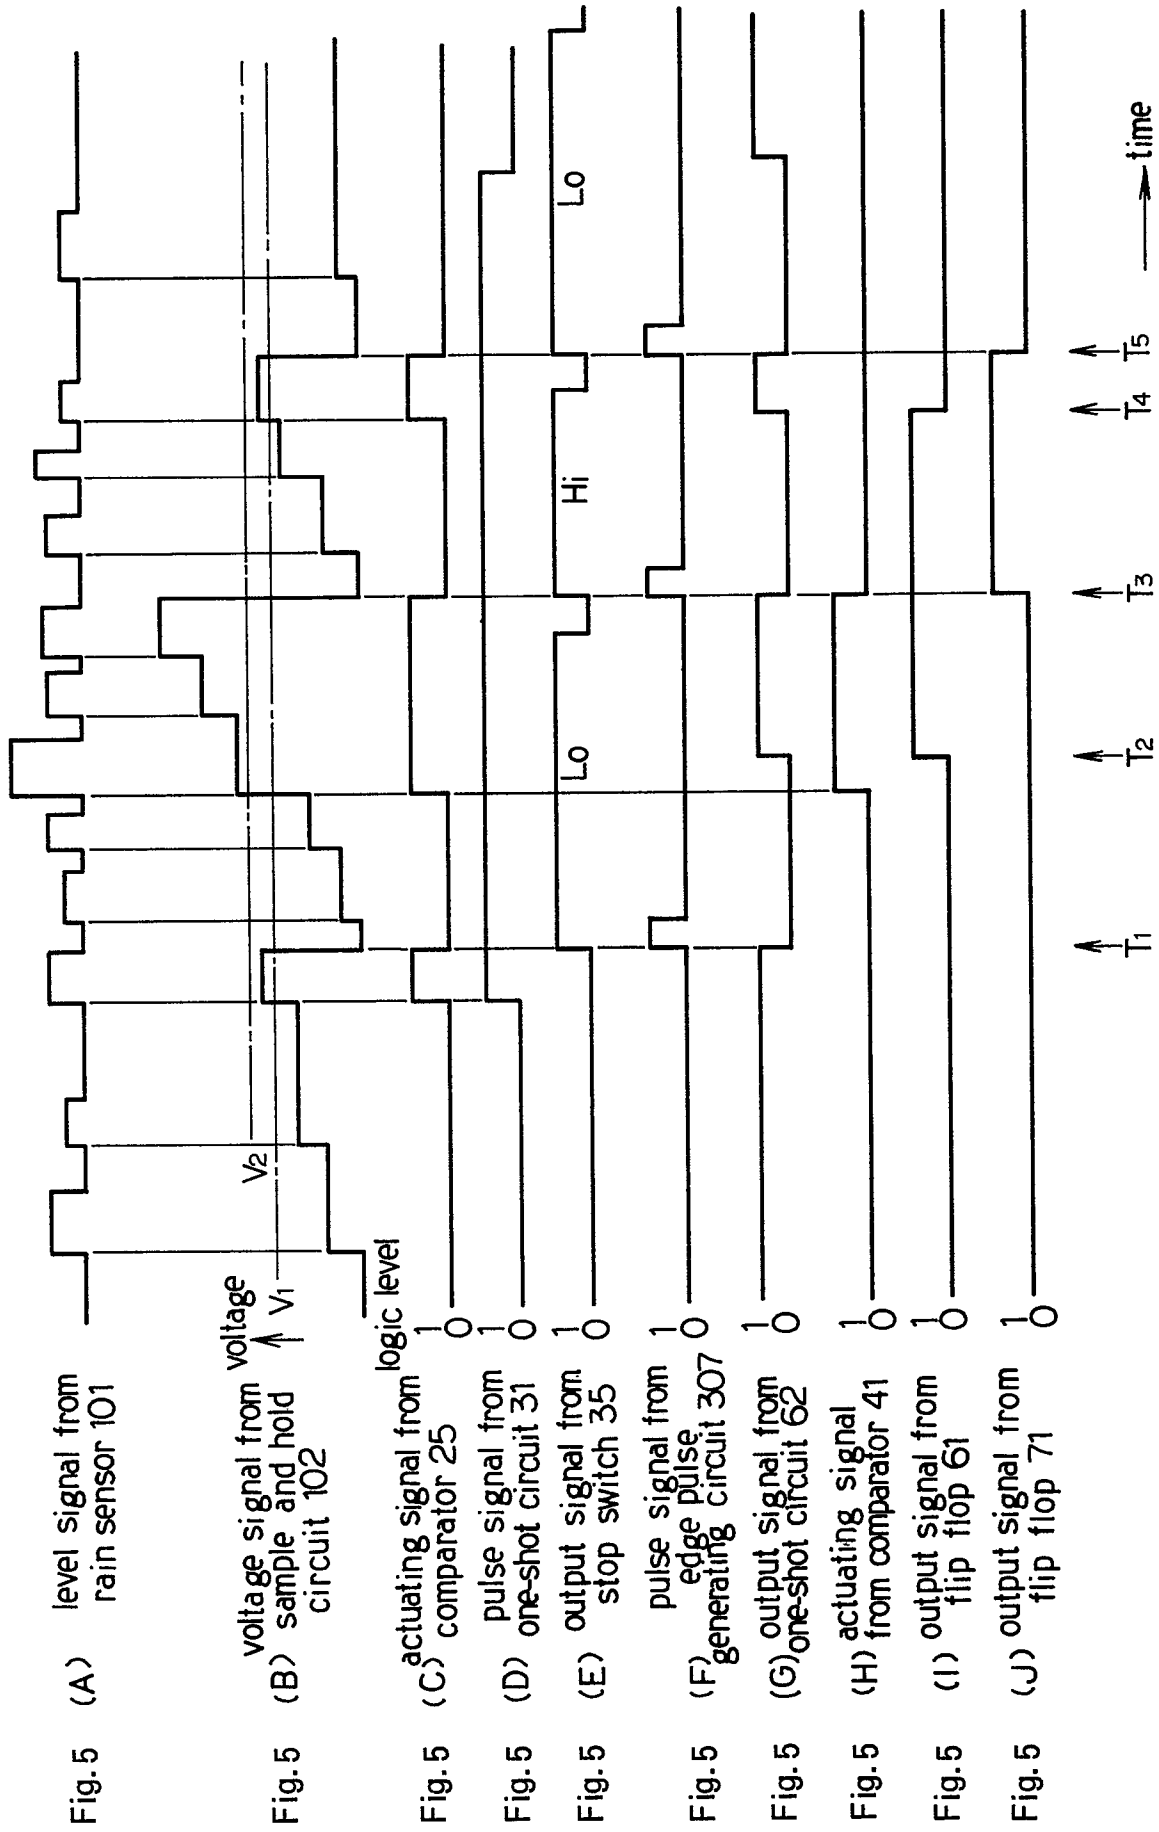 Fig. 5 (A) level signal from
rain sensor 101
voltage
V1
V2
Fig. 5 (B) voltage signal from
sample and hold
circuit 102
logic level
Fig. 5 (C) actuating signal from
comparator 25
1
0
Fig. 5 (D) pulse signal from
one-shot circuit 31
1
0
Fig. 5 (E) output signal from
stop switch 35
1
0
Lo
Hi
Lo
Fig. 5 (F) pulse signal from
edge pulse
generating circuit 307
1
0
Fig. 5 (G) output signal from
one-shot circuit 62
1
0
Fig. 5 (H) actuating signal
from comparator 41
1
0
Fig. 5 (I) output signal from
flip flop 61
1
0
Fig. 5 (J) output signal from
flip flop 71
1
0
T1
T2
T3
T4
T5
time